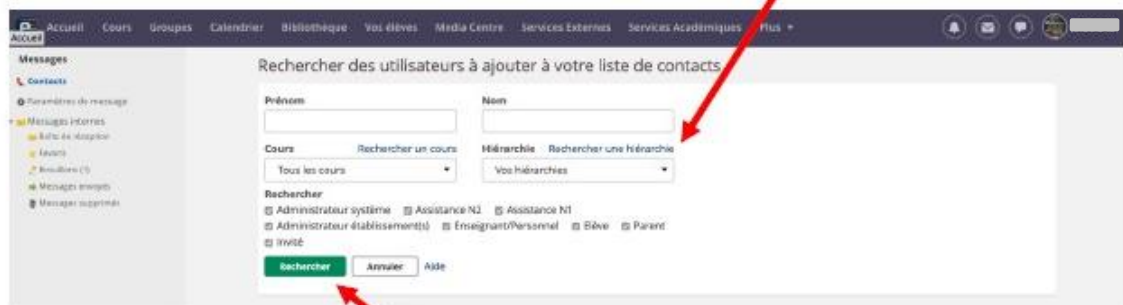 Accueil Cours Groupes Calendrier Bibliothèque Vos élèves Media Centre Services Externes Services Académiques Plus
Accueil
Messages
Contacts
Paramètres de message
Messages internes
Boîte de réception
Favoris
Brouillons (1)
Messages envoyés
Messages supprimés
Rechercher des utilisateurs à ajouter à votre liste de contacts
Prénom Nom
Cours Rechercher un cours Hiérarchie Rechercher une hiérarchie
Tous les cours Vos hiérarchies
Rechercher
Administrateur système Assistance N2 Assistance N1
Administrateur établissement(s) Enseignant/Personnel Elève Parent
Invité
Rechercher Annuler Aide